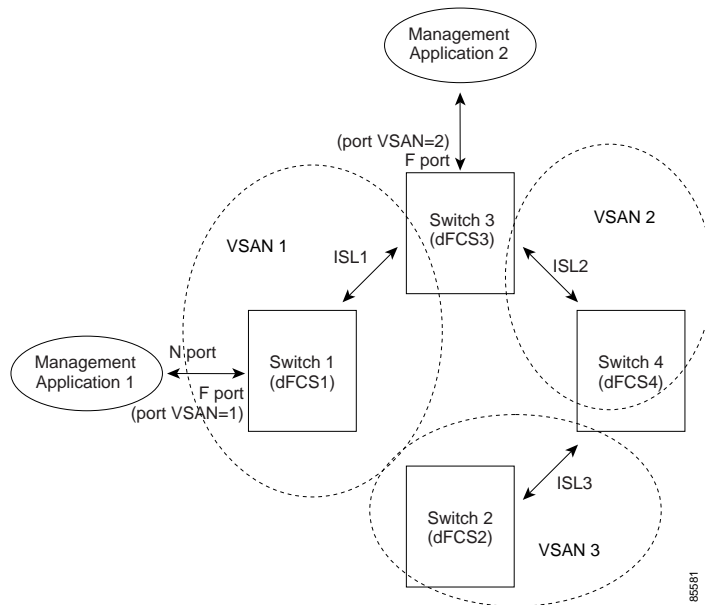 Management
Application 2
(port VSAN=2)
F port
Switch 3
(dFCS3)
VSAN 2
VSAN 1
ISL1
ISL2
N port
Management
Application 1
Switch 1
(dFCS1)
Switch 4
(dFCS4)
F port
(port VSAN=1)
ISL3
Switch 2
(dFCS2)
VSAN 3
85581